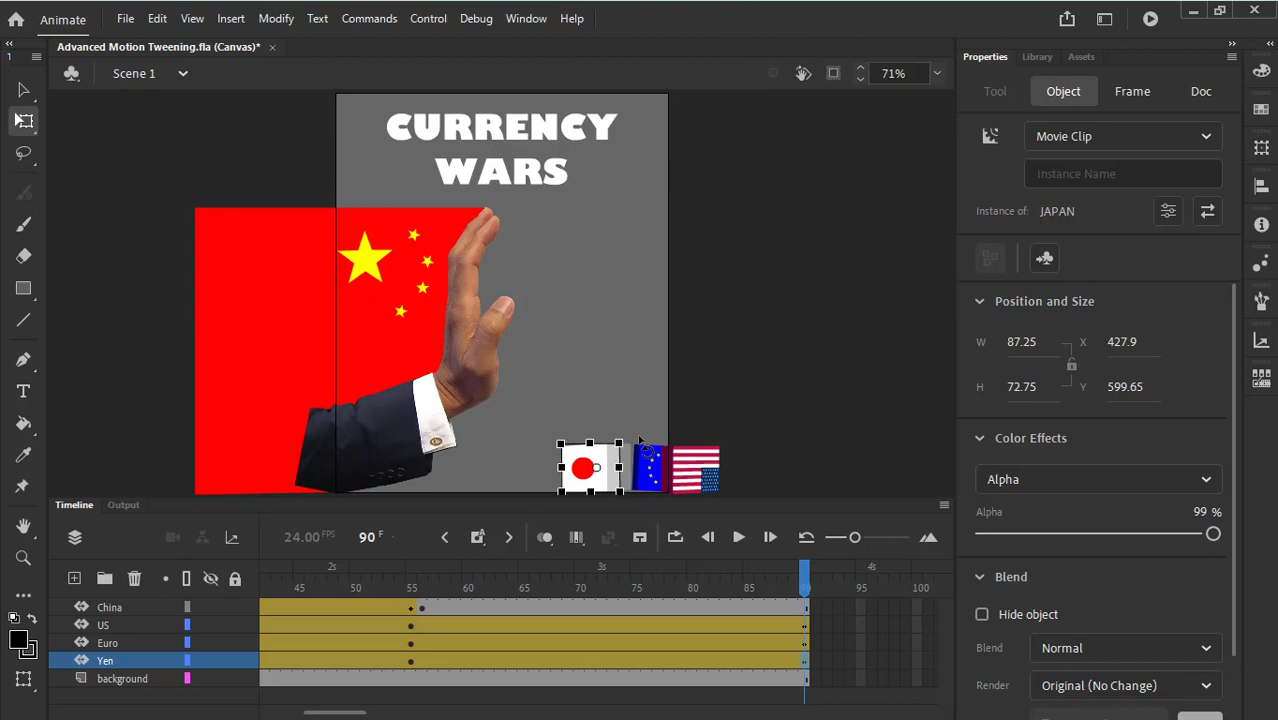 Animate File Edit View Insert Modify Text Commands Control Debug Window Help
Advanced Motion Tweening.fla (Canvas)*
Scene 1
71%
CURRENCY
WARS
Properties Library Assets
Tool Object Frame Doc
Movie Clip
Instance Name
Instance of: JAPAN
Position and Size
W 87.25 X 427.9
H 72.75 Y 599.65
Color Effects
Alpha
Alpha 99 %
Blend
Hide object
Blend Normal
Render Original (No Change)
Timeline Output
24.00 FPS 90 F
2s 3s 4s
45 50 55 60 65 70 75 80 85 90 95 100
China
US
Euro
Yen
background